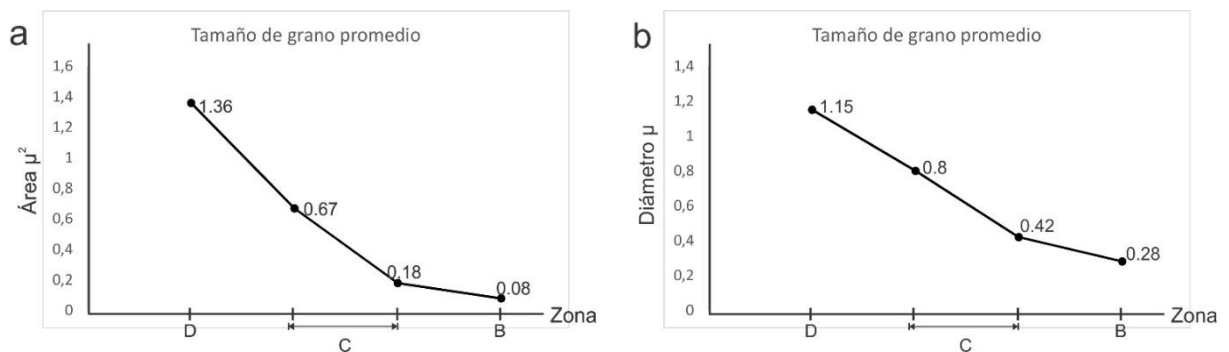 a
Tamaño de grano promedio
Área µ²
1,6
1,4
1,2
1
0,8
0,6
0,4
0,2
0
1.36
0.67
0.18
0.08
D
C
B
Zona
b
Tamaño de grano promedio
Diámetro µ
1,4
1,2
1
0,8
0,6
0,4
0,2
0
1.15
0.8
0.42
0.28
D
C
B
Zona